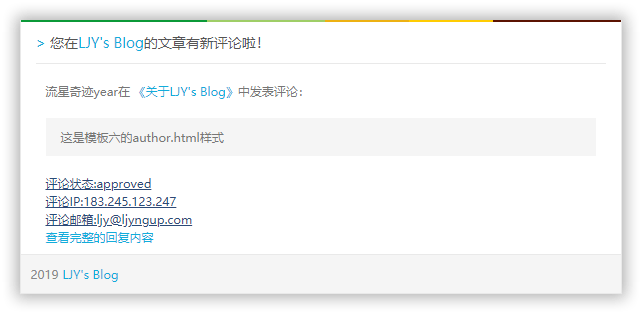 > 您在LJY's Blog的文章有新评论啦！
流星奇迹year在 《关于LJY's Blog》中发表评论：
这是模板六的author.html样式
评论状态:approved
评论IP:183.245.123.247
评论邮箱:ljy@ljyngup.com
查看完整的回复内容
2019 LJY's Blog